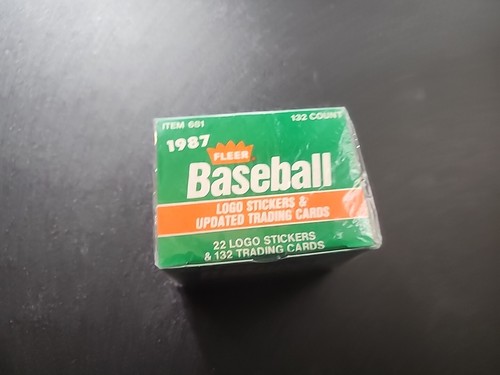 ITEM 661
132 COUNT
1987
FLEER
Baseball
LOGO STICKERS &
UPDATED TRADING CARDS
22 LOGO STICKERS
& 132 TRADING CARDS